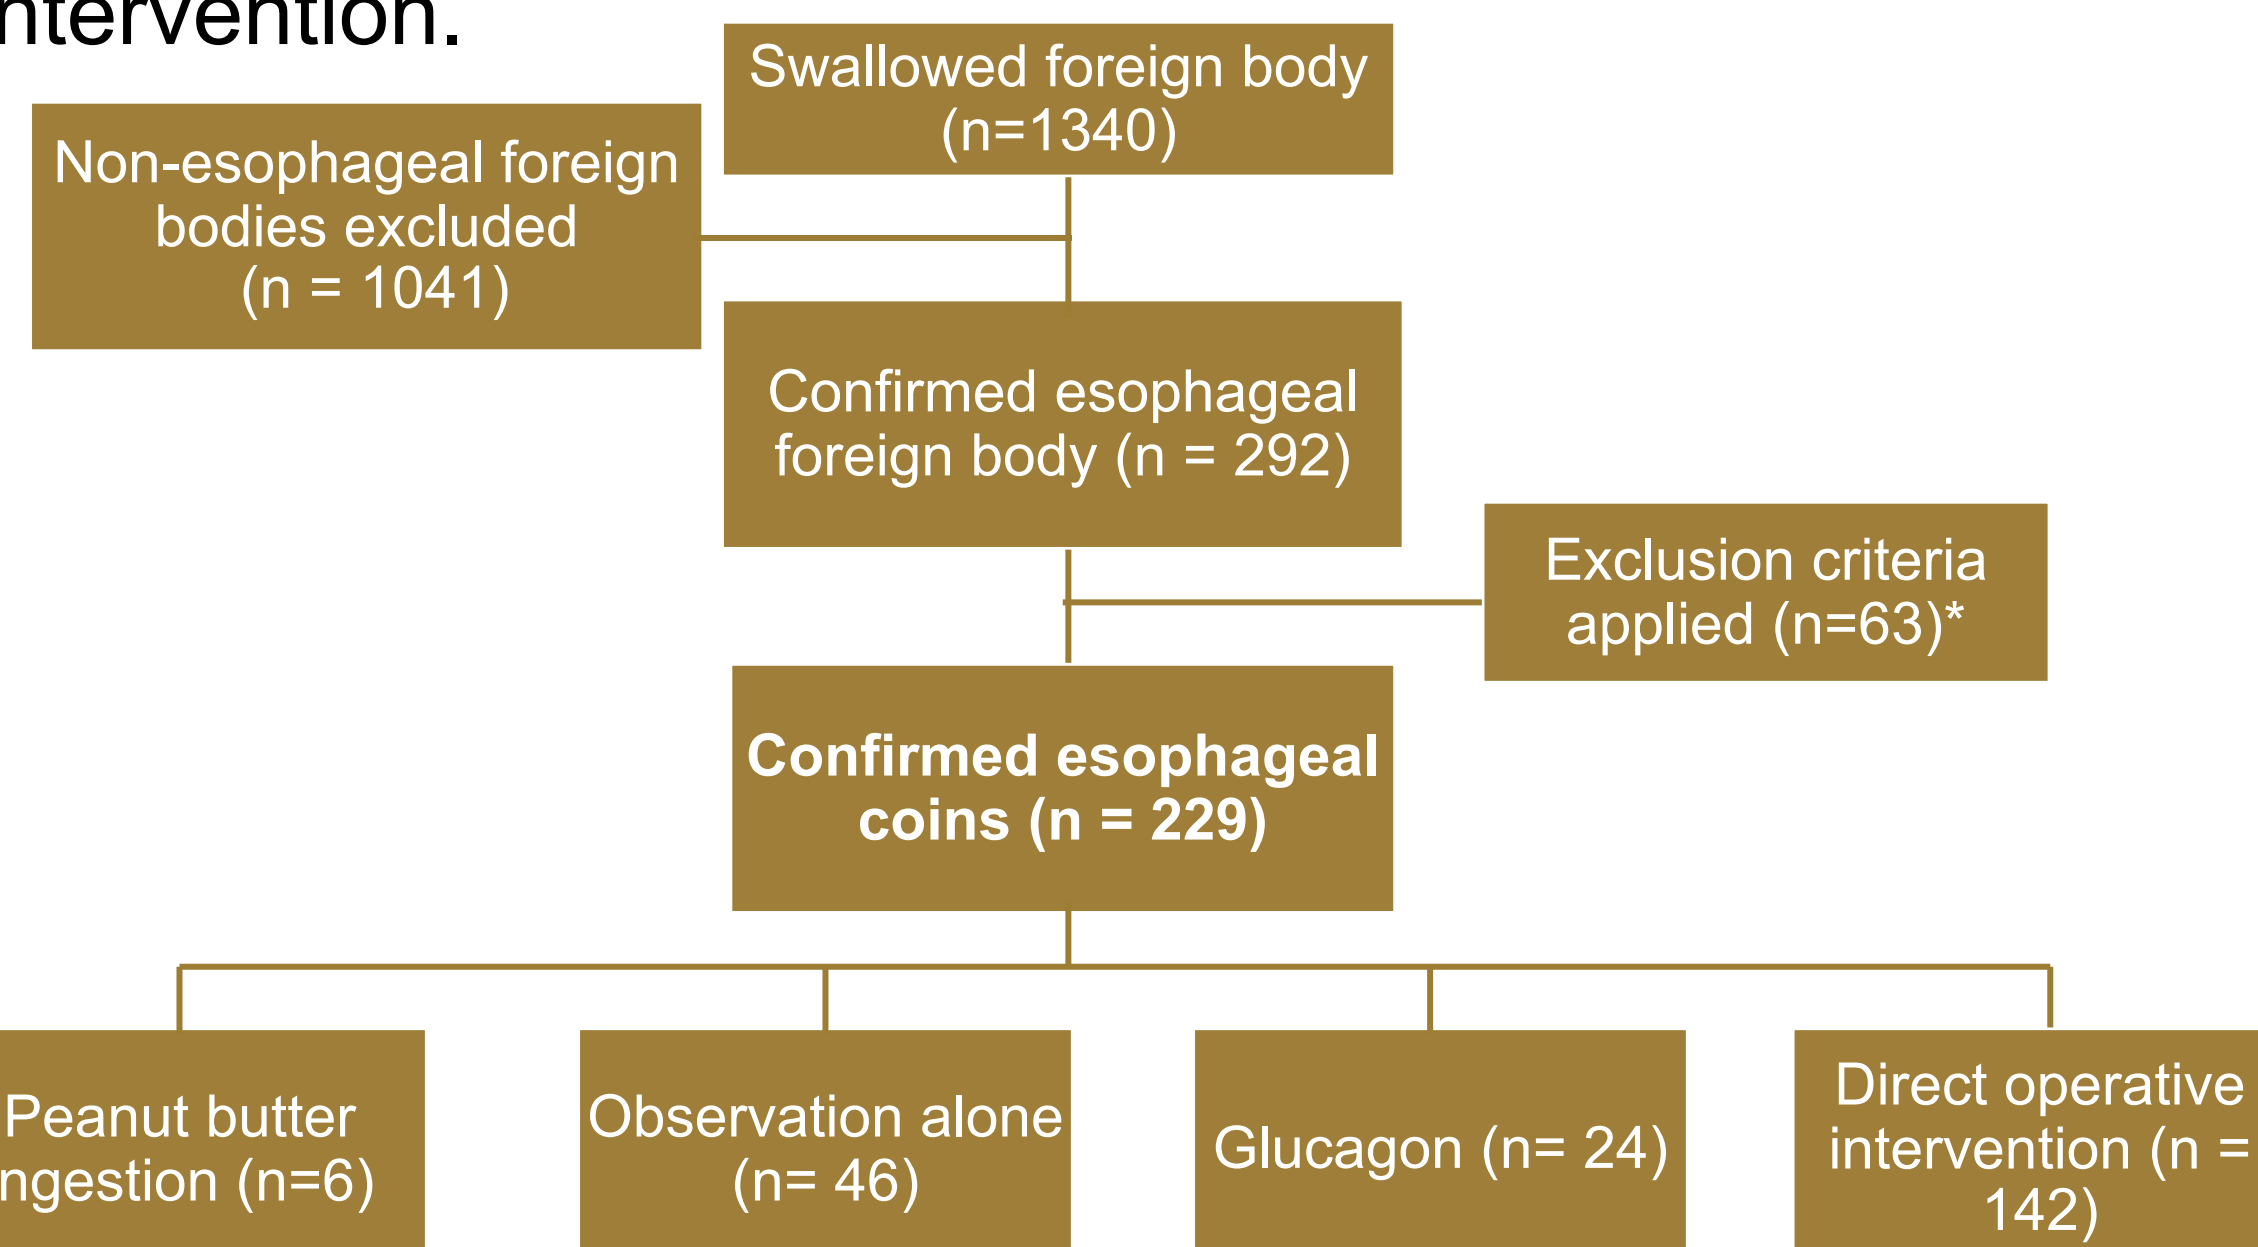 ntervention.
Swallowed foreign body
(n=1340)
Non-esophageal foreign
bodies excluded
(n = 1041)
Confirmed esophageal
foreign body (n = 292)
Exclusion criteria
applied (n=63)*
Confirmed esophageal
coins (n = 229)
Peanut butter
ngestion (n=6)
Observation alone
(n= 46)
Glucagon (n= 24)
Direct operative
intervention (n =
142)